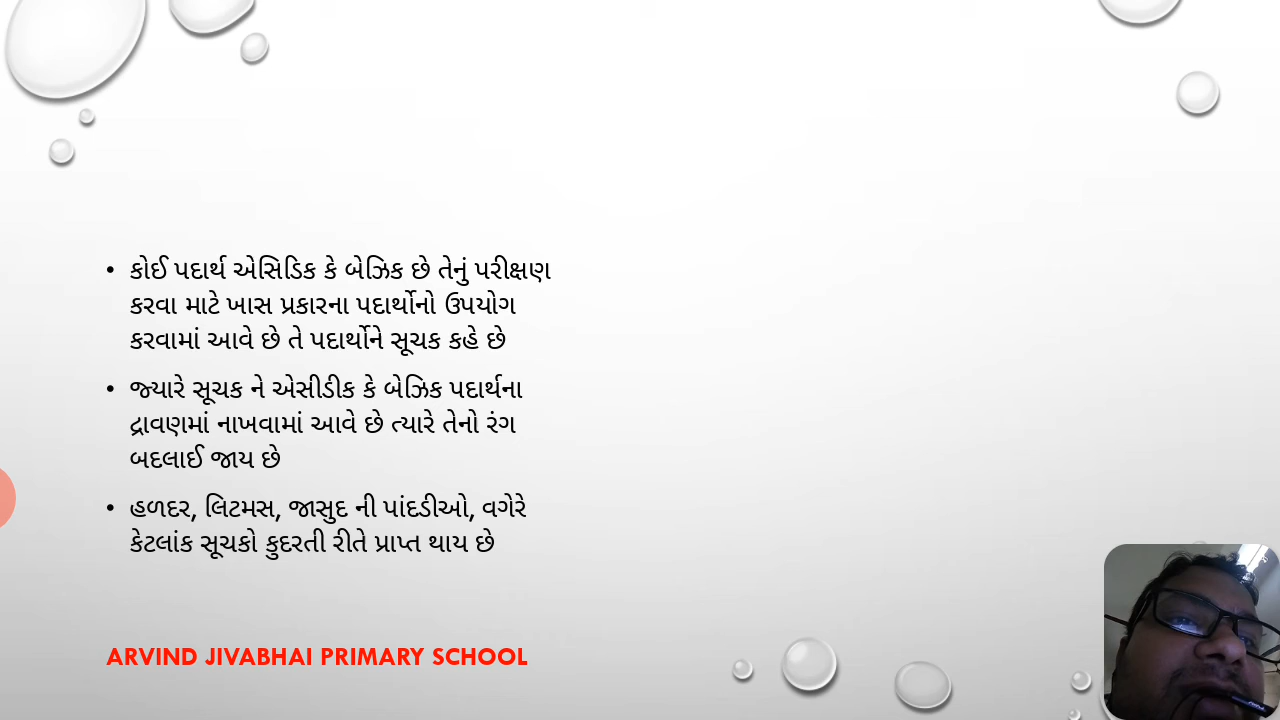 • કોઈ પદાર્થ એસિડિક કે બેઝિક છે તેનું પરીક્ષણ
કરવા માટે ખાસ પ્રકારના પદાર્થોનો ઉપયોગ
કરવામાં આવે છે તે પદાર્થોને સૂચક કહે છે
• જ્યારે સૂચક ને એસીડીક કે બેઝિક પદાર્થના
દ્રાવણમાં નાખવામાં આવે છે ત્યારે તેનો રંગ
બદલાઈ જાય છે
• હળદર, લિટમસ, જાસુદ ની પાંદડીઓ, વગેરે
કેટલાંક સૂચકો કુદરતી રીતે પ્રાપ્ત થાય છે
ARVIND JIVABHAI PRIMARY SCHOOL